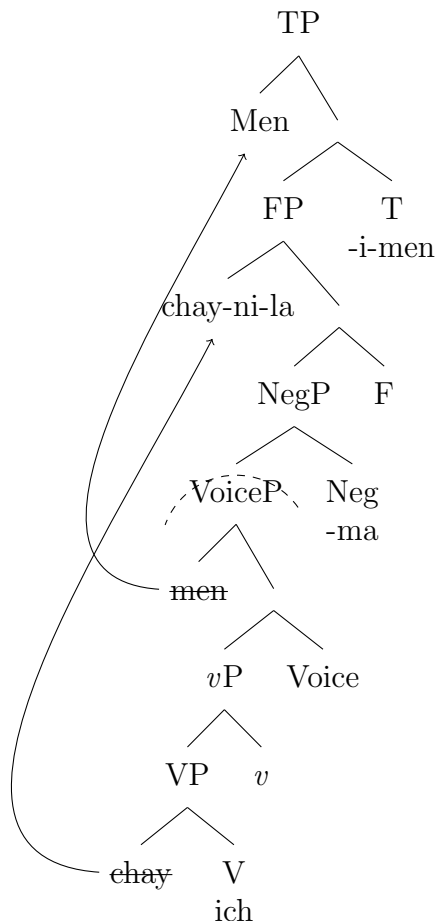 TP
Men
FP T
-i-men
chay-ni-la
NegP F
VoiceP Neg
-ma
men
vP Voice
VP v
chay V
ich